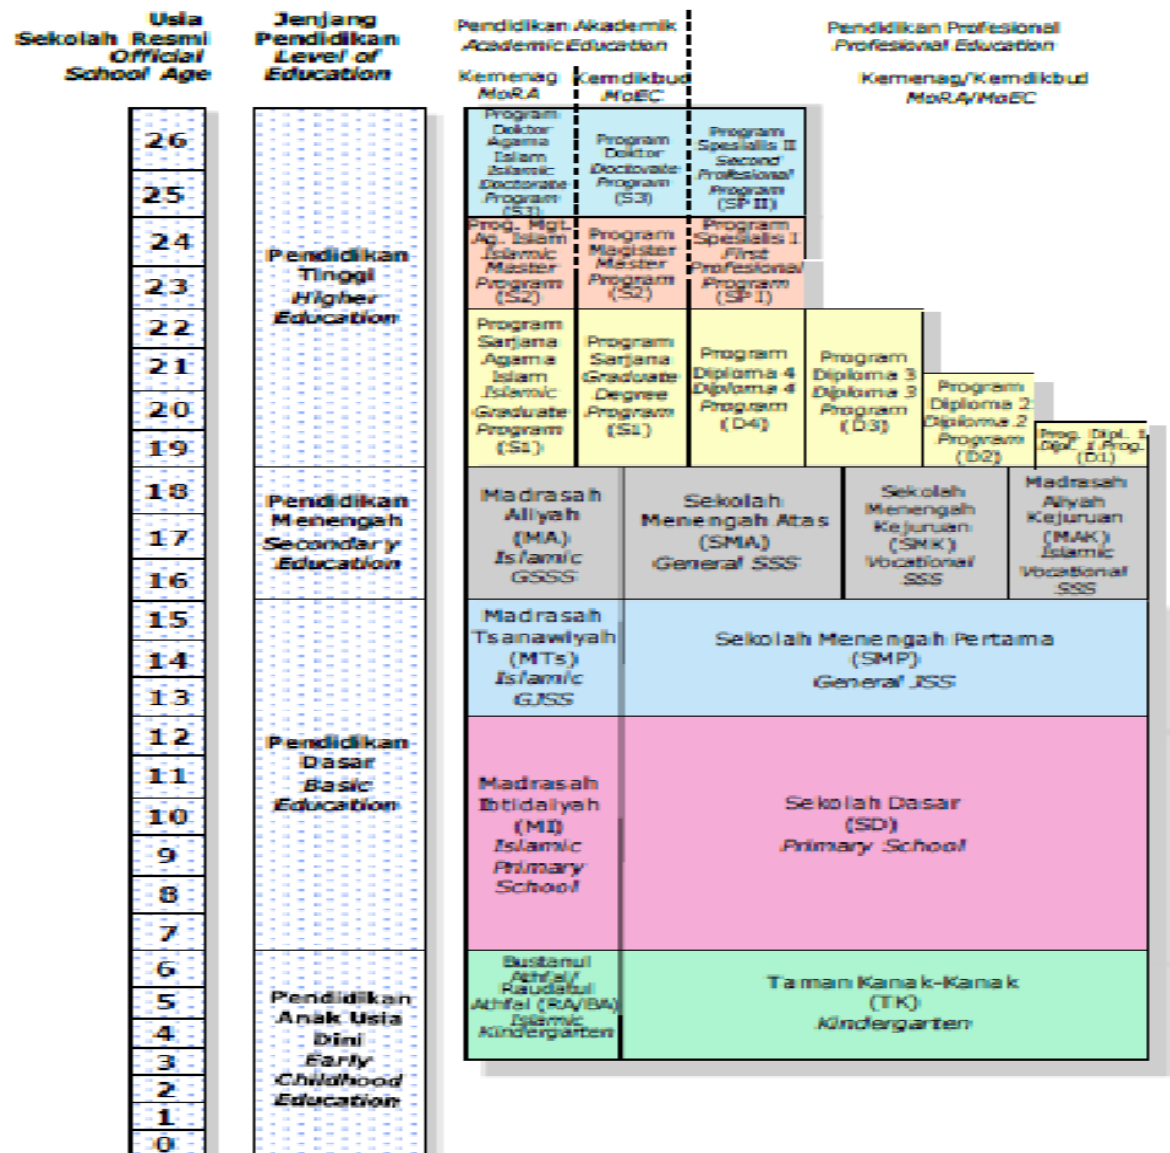 Usia
Sekolah Resmi
Official
School Age
Jenjang
Pendidikan
Level of
Education
Pendidikan Akademik
Academic Education
Pendidikan Profesional
Profesional Education
Kemenag
MoRA
Kemdikbud
MoEC
Kemenag/Kemdikbud
MoRA/MoEC
26
25
24
23
22
21
20
19
18
17
16
15
14
13
12
11
10
9
8
7
6
5
4
3
2
1
0
Pendidikan
Tinggi
Higher
Education
Pendidikan
Menengah
Secondary
Education
Pendidikan
Dasar
Basic
Education
Pendidikan
Anak Usia
Dini
Early
Childhood
Education
Program
Doktor
Agama
Islam
Islamic
Doctorate
Program
(S3)
Program
Doktor
Doctorate
Program
(S3)
Program
Spesialis II
Second
Profesional
Program
(SP II)
Prog. Mgt.
Ag. Islam
Islamic
Master
Program
(S2)
Program
Magister
Master
Program
(S2)
Program
Spesialis I
First
Profesional
Program
(SP I)
Program
Sarjana
Agama
Islam
Islamic
Graduate
Program
(S1)
Program
Sarjana
Graduate
Degree
Program
(S1)
Program
Diploma 4
Diploma 4
Program
(D4)
Program
Diploma 3
Diploma 3
Program
(D3)
Program
Diploma 2
Diploma 2
Program
(D2)
Prog. Dipl. 1
Dipl. 1 Prog.
(D1)
Madrasah
Aliyah
(MA)
Islamic
GSSS
Sekolah
Menengah Atas
(SMA)
General SSS
Sekolah
Menengah
Kejuruan
(SMK)
Vocational
SSS
Madrasah
Aliyah
Kejuruan
(MAK)
Islamic
Vocational
SSS
Madrasah
Tsanawiyah
(MTs)
Islamic
GJSS
Sekolah Menengah Pertama
(SMP)
General JSS
Madrasah
Ibtidaiyah
(MI)
Islamic
Primary
School
Sekolah Dasar
(SD)
Primary School
Bustanul
Athfal/
Raudatul
Athfal (RA/BA)
Islamic
Kindergarten
Taman Kanak-Kanak
(TK)
Kindergarten